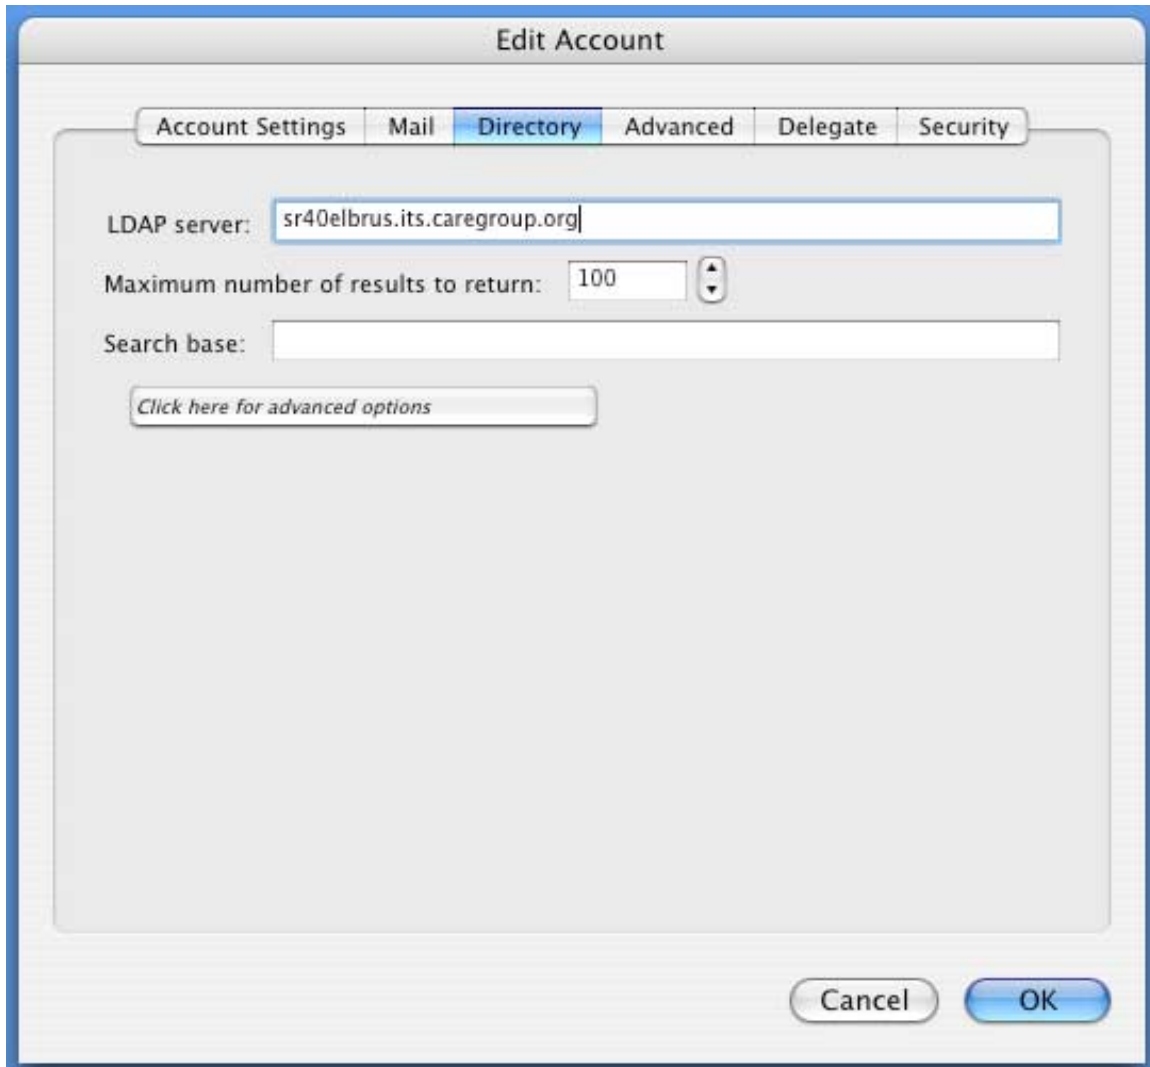 Edit Account
Account Settings Mail Directory Advanced Delegate Security
LDAP server: sr40elbrus.its.caregroup.org
Maximum number of results to return: 100
Search base:
Click here for advanced options
Cancel OK